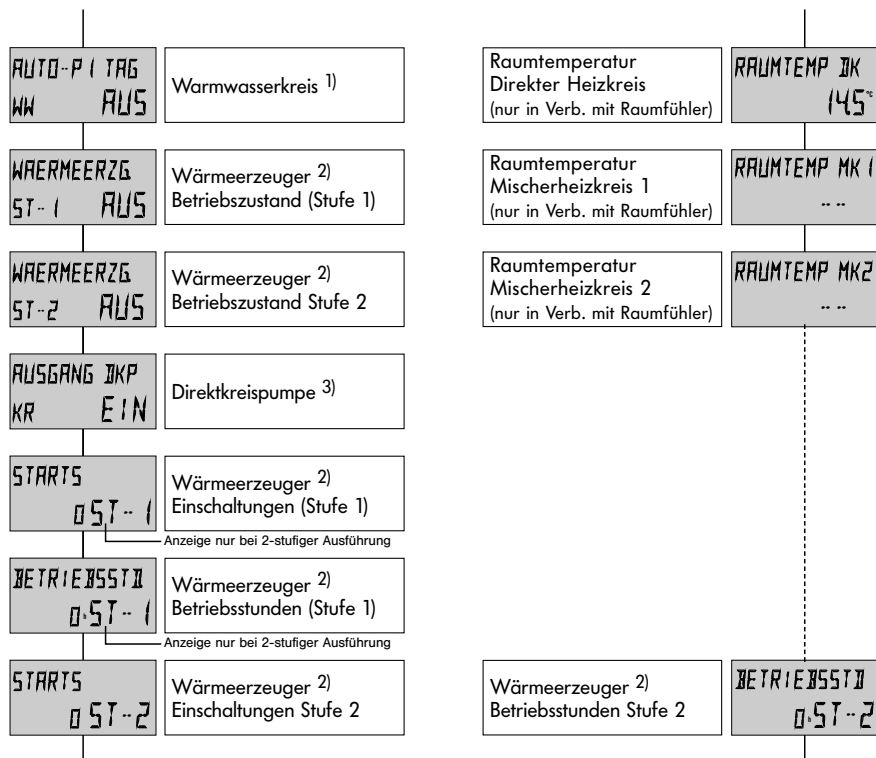 AUTO-P1 TAG
WW AUS
Warmwasserkreis 1)
WAERMEERZG
ST-1 AUS
Wärmeerzeuger 2)
Betriebszustand (Stufe 1)
WAERMEERZG
ST-2 AUS
Wärmeerzeuger 2)
Betriebszustand Stufe 2
AUSGANG DKP
KR EIN
Direktkreispumpe 3)
STARTS
0 ST-1
Wärmeerzeuger 2)
Einschaltungen (Stufe 1)
Anzeige nur bei 2-stufiger Ausführung
BETRIEBSSTD
0h ST-1
Wärmeerzeuger 2)
Betriebsstunden (Stufe 1)
Anzeige nur bei 2-stufiger Ausführung
STARTS
0 ST-2
Wärmeerzeuger 2)
Einschaltungen Stufe 2
Raumtemperatur
Direkter Heizkreis
(nur in Verb. mit Raumfühler)
RAUMTEMP DK
14.5°C
Raumtemperatur
Mischerheizkreis 1
(nur in Verb. mit Raumfühler)
RAUMTEMP MK1
-- --
Raumtemperatur
Mischerheizkreis 2
(nur in Verb. mit Raumfühler)
RAUMTEMP MK2
-- --
Wärmeerzeuger 2)
Betriebsstunden Stufe 2
BETRIEBSSTD
0h ST-2